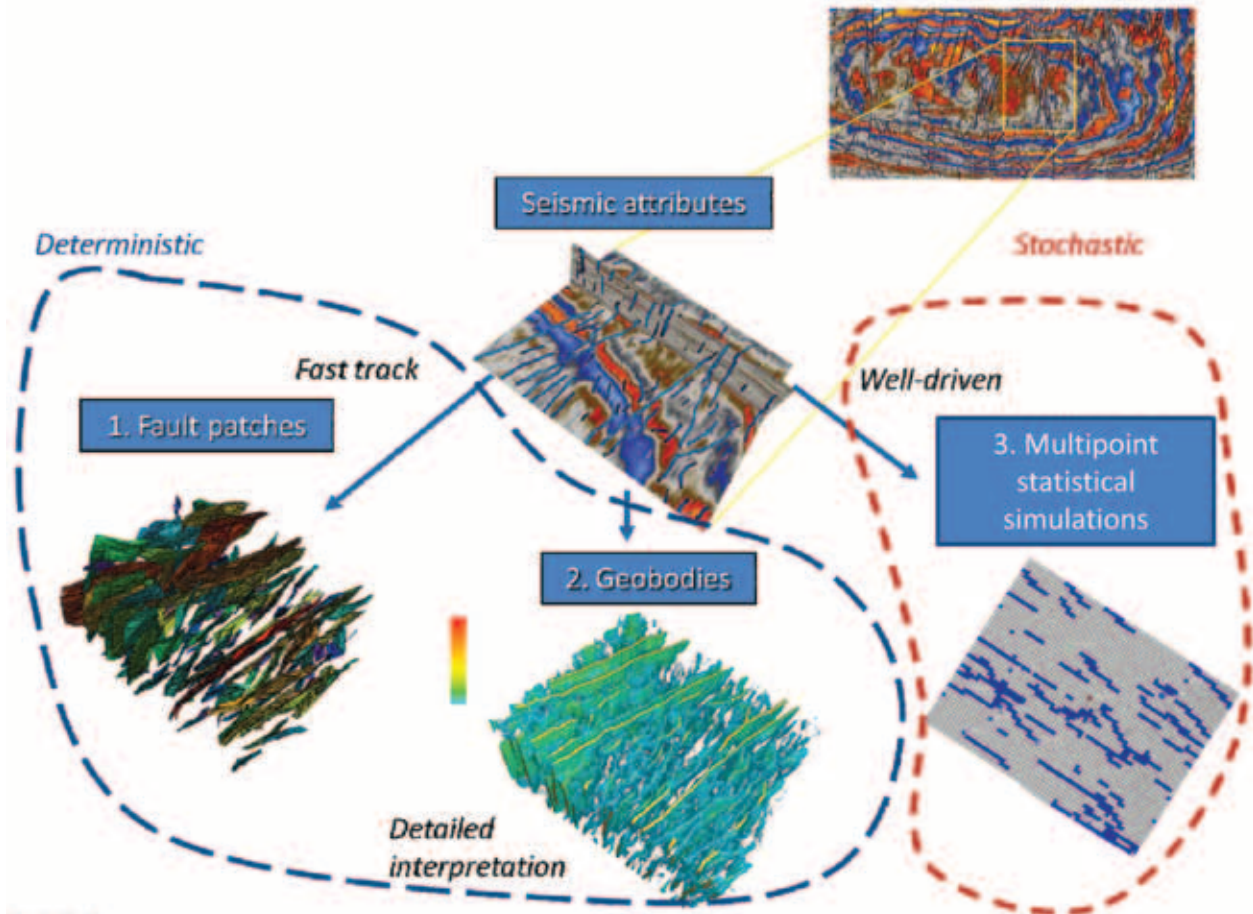 Seismic attributes
Deterministic
Stochastic
Fast track
Well-driven
1. Fault patches
3. Multipoint
statistical
simulations
2. Geobodies
Detailed
interpretation